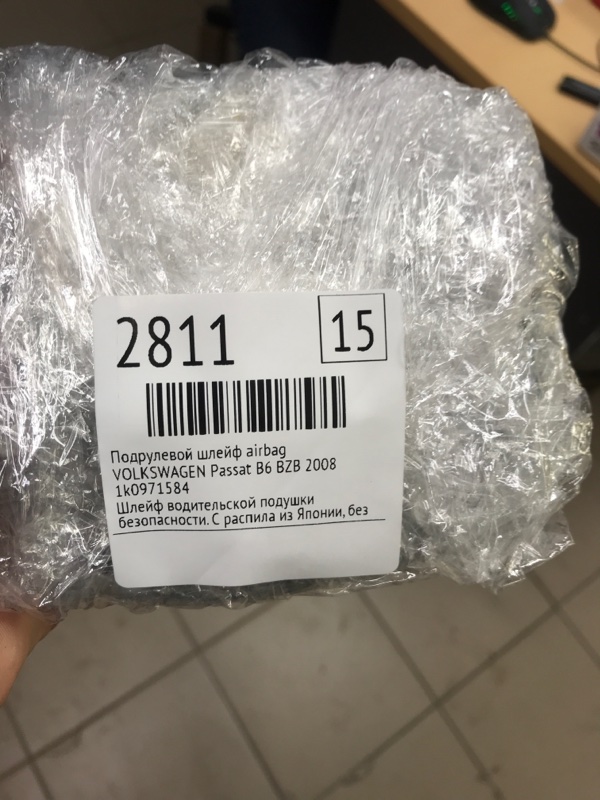 2811
15
Подрулевой шлейф airbag
VOLKSWAGEN Passat B6 BZB 2008
1k0971584
Шлейф водительской подушки
безопасности. С распила из Японии, без